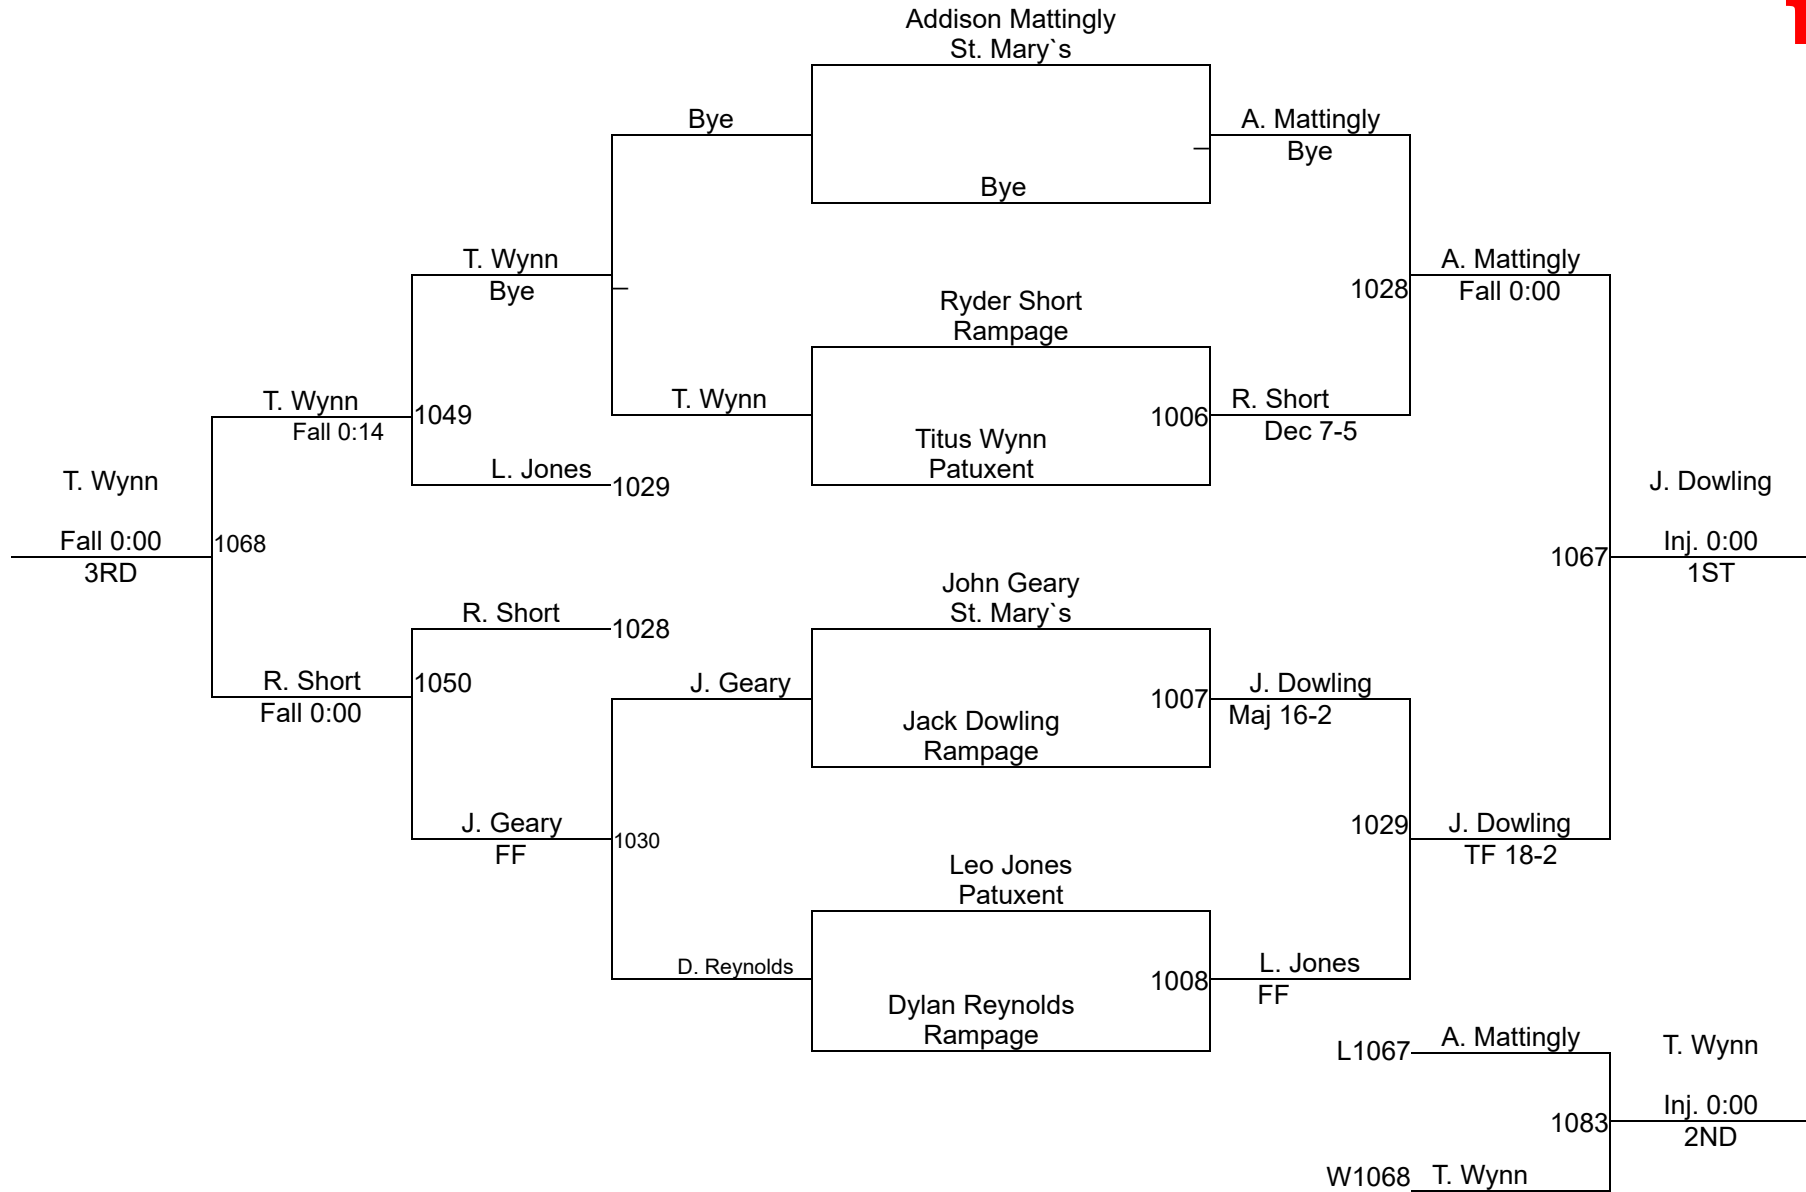 Addison Mattingly
St. Mary`s
Bye
A. Mattingly
Bye
Bye
T. Wynn
Bye
A. Mattingly
1028
Fall 0:00
Ryder Short
Rampage
T. Wynn
T. Wynn
R. Short
1049
1006
Fall 0:14
Dec 7-5
Titus Wynn
Patuxent
L. Jones
1029
T. Wynn
J. Dowling
Fall 0:00
1068
1067
Inj. 0:00
3RD
1ST
John Geary
St. Mary`s
R. Short
1028
R. Short
1050
J. Geary
1007
J. Dowling
Fall 0:00
Maj 16-2
Jack Dowling
Rampage
J. Geary
1030
1029
J. Dowling
FF
TF 18-2
Leo Jones
Patuxent
D. Reynolds
1008
L. Jones
FF
Dylan Reynolds
Rampage
L1067
A. Mattingly
T. Wynn
1083
Inj. 0:00
2ND
W1068
T. Wynn